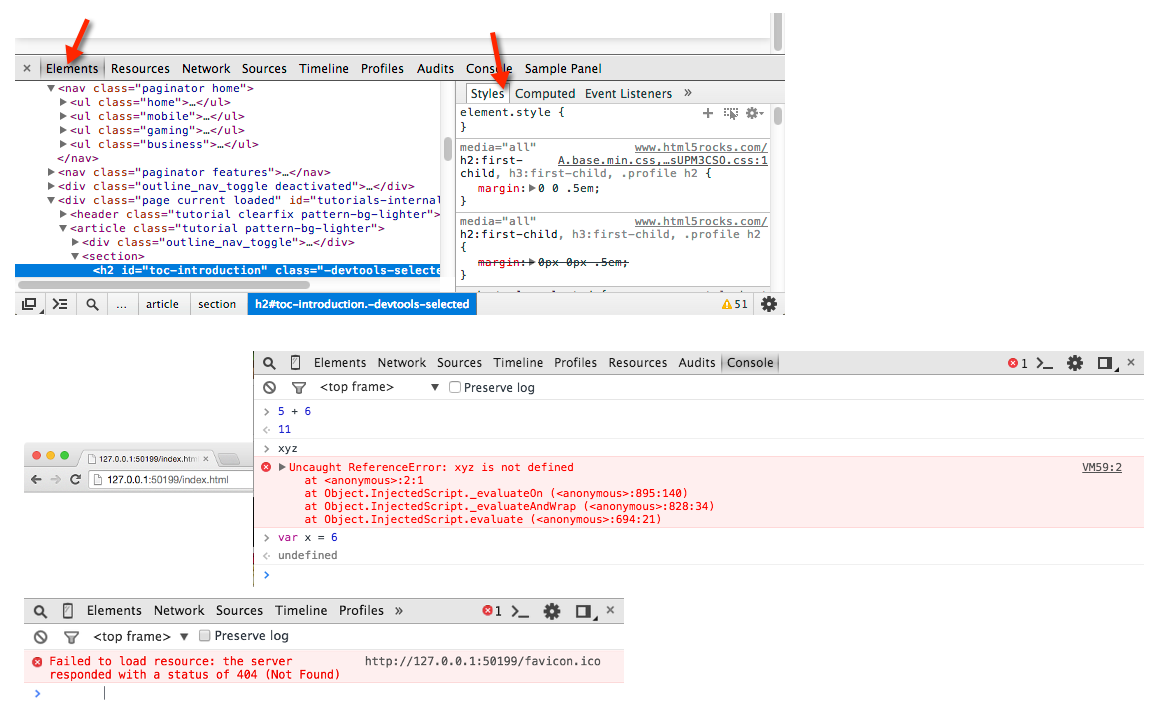 × Elements Resources Network Sources Timeline Profiles Audits Console Sample Panel
▼<nav class="paginator home">
▶<ul class="home">…</ul>
▶<ul class="mobile">…</ul>
▶<ul class="gaming">…</ul>
▶<ul class="business">…</ul>
</nav>
▶<nav class="paginator features">…</nav>
▶<div class="outline_nav_toggle deactivated">…</div>
▼<div class="page current loaded" id="tutorials-internal
▶<header class="tutorial clearfix pattern-bg-lighter">
▼<article class="tutorial pattern-bg-lighter">
▶<div class="outline_nav_toggle">…</div>
▼<section>
<h2 id="toc-introduction" class="-devtools-selecte
... article section h2#toc-introduction.-devtools-selected
51
Styles Computed Event Listeners »
element.style {
}
media="all" www.html5rocks.com/
h2:first- A.base.min.css,…sUPM3CSO.css:1
child, h3:first-child, .profile h2 {
margin:▶0 0 .5em;
}
media="all" www.html5rocks.com/
h2:first-child, h3:first-child, .profile h2
{
margin:▶0px 0px .5em;
}
Elements Network Sources Timeline Profiles Resources Audits Console 1 ×
<top frame> ▼ Preserve log
> 5 + 6
11
> xyz
▶Uncaught ReferenceError: xyz is not defined VM59:2
at <anonymous>:2:1
at Object.InjectedScript._evaluateOn (<anonymous>:895:140)
at Object.InjectedScript._evaluateAndWrap (<anonymous>:828:34)
at Object.InjectedScript.evaluate (<anonymous>:694:21)
> var x = 6
undefined
>
127.0.0.1:50199/index.htm ×
127.0.0.1:50199/index.html
Elements Network Sources Timeline Profiles » 1 ×
<top frame> ▼ Preserve log
Failed to load resource: the server http://127.0.0.1:50199/favicon.ico
responded with a status of 404 (Not Found)
>